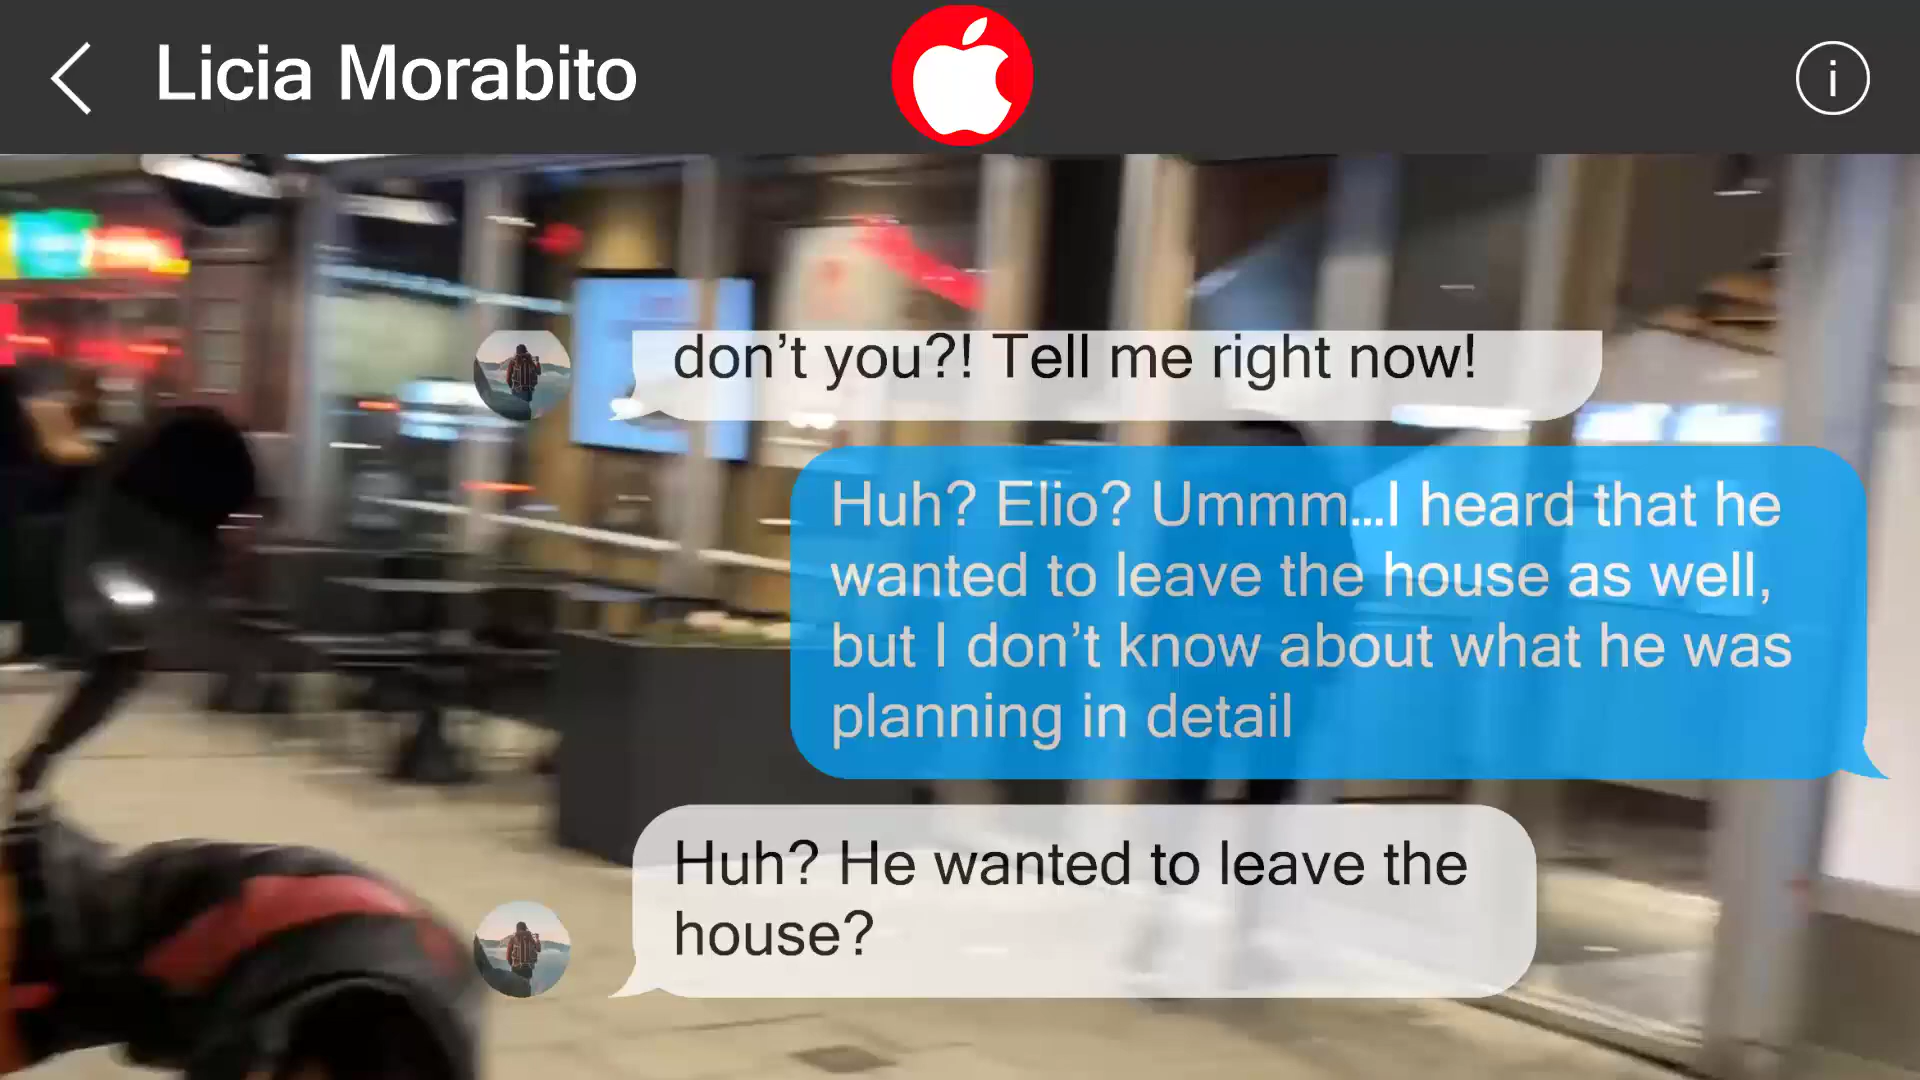 Licia Morabito
don’t you?! Tell me right now!
Huh? Elio? Ummm...I heard that he
wanted to leave the house as well,
but I don’t know about what he was
planning in detail
Huh? He wanted to leave the
house?